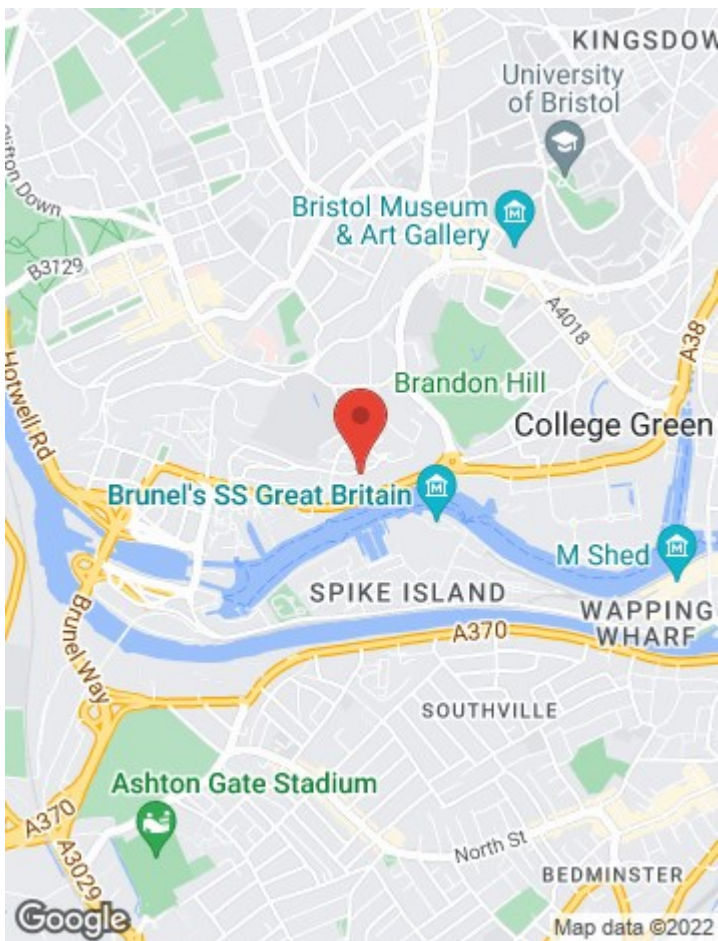 KINGSDOW
University
of Bristol
Clifton Down
Bristol Museum
& Art Gallery
B3129
A4018
A38
Hotwell Rd
Brandon Hill
College Green
Brunel's SS Great Britain
M Shed
SPIKE ISLAND
WAPPING
WHARF
A370
Brunel Way
SOUTHVILLE
Ashton Gate Stadium
A370
North St
A3029
BEDMINSTER
Google
Map data ©2022